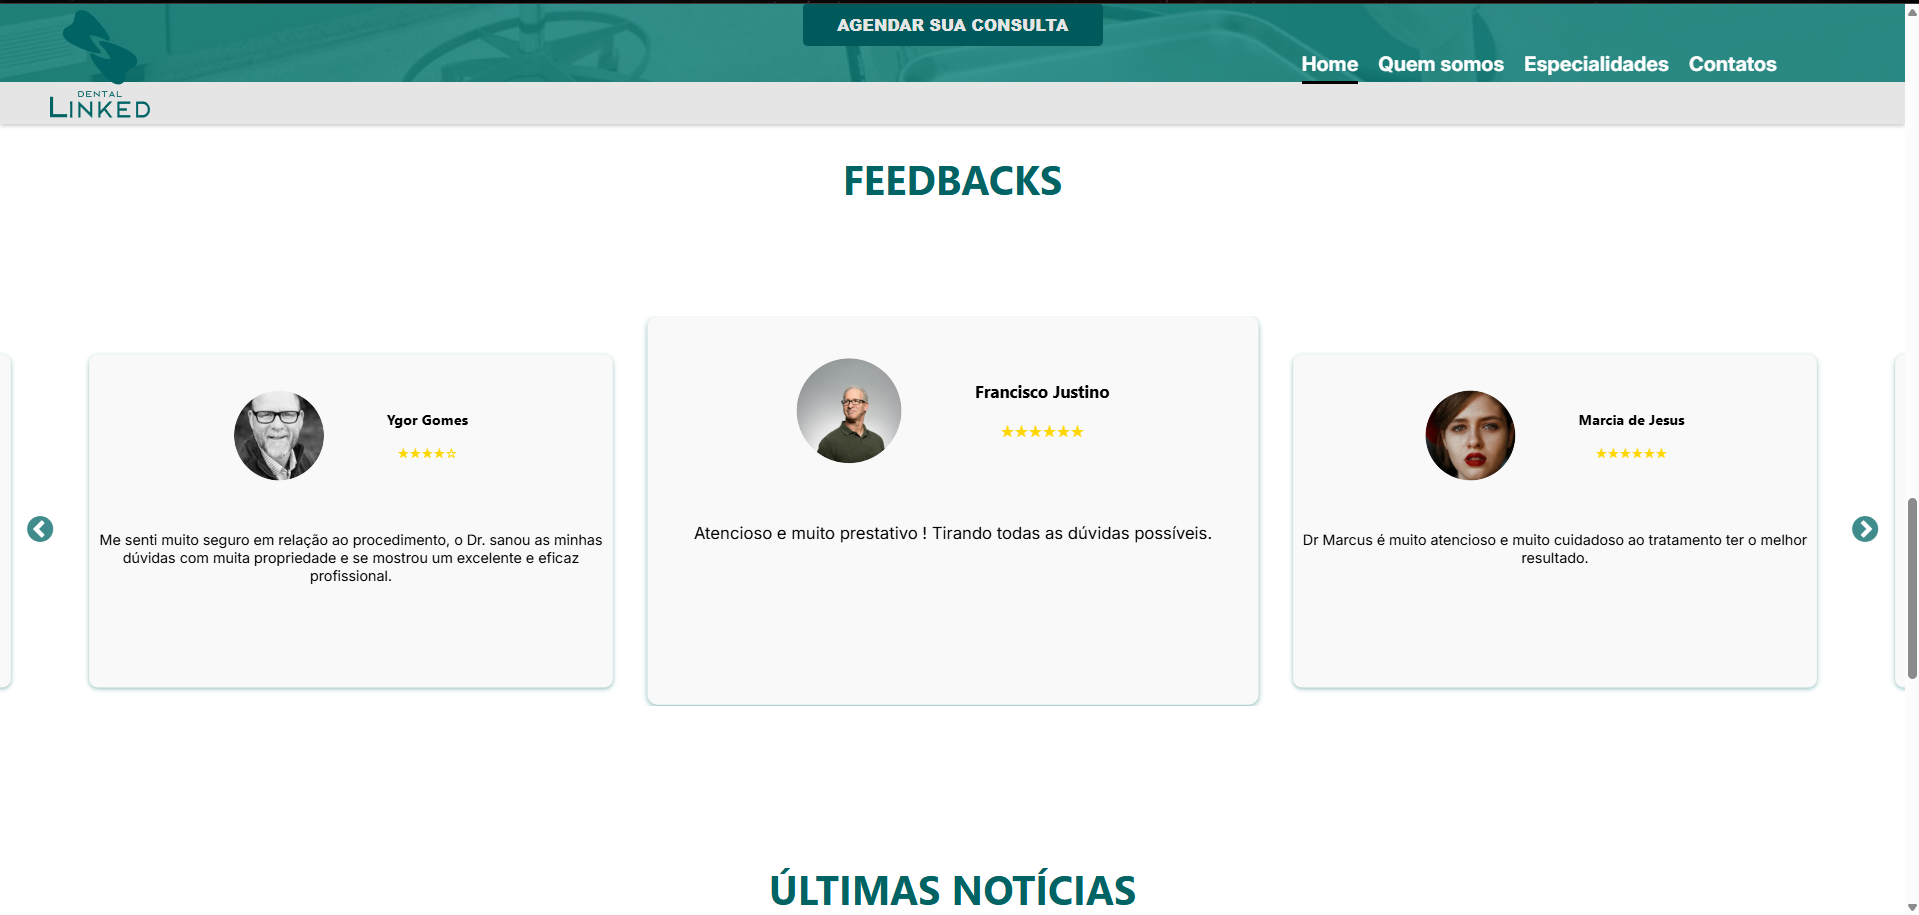 AGENDAR SUA CONSULTA
Home Quem somos Especialidades Contatos
DENTAL
LINKED
FEEDBACKS
Ygor Gomes
★★★★☆
Me senti muito seguro em relação ao procedimento, o Dr. sanou as minhas
dúvidas com muita propriedade e se mostrou um excelente e eficaz
profissional.
Francisco Justino
★★★★★★
Atencioso e muito prestativo ! Tirando todas as dúvidas possíveis.
Marcia de Jesus
★★★★★★
Dr Marcus é muito atencioso e muito cuidadoso ao tratamento ter o melhor
resultado.
ÚLTIMAS NOTÍCIAS